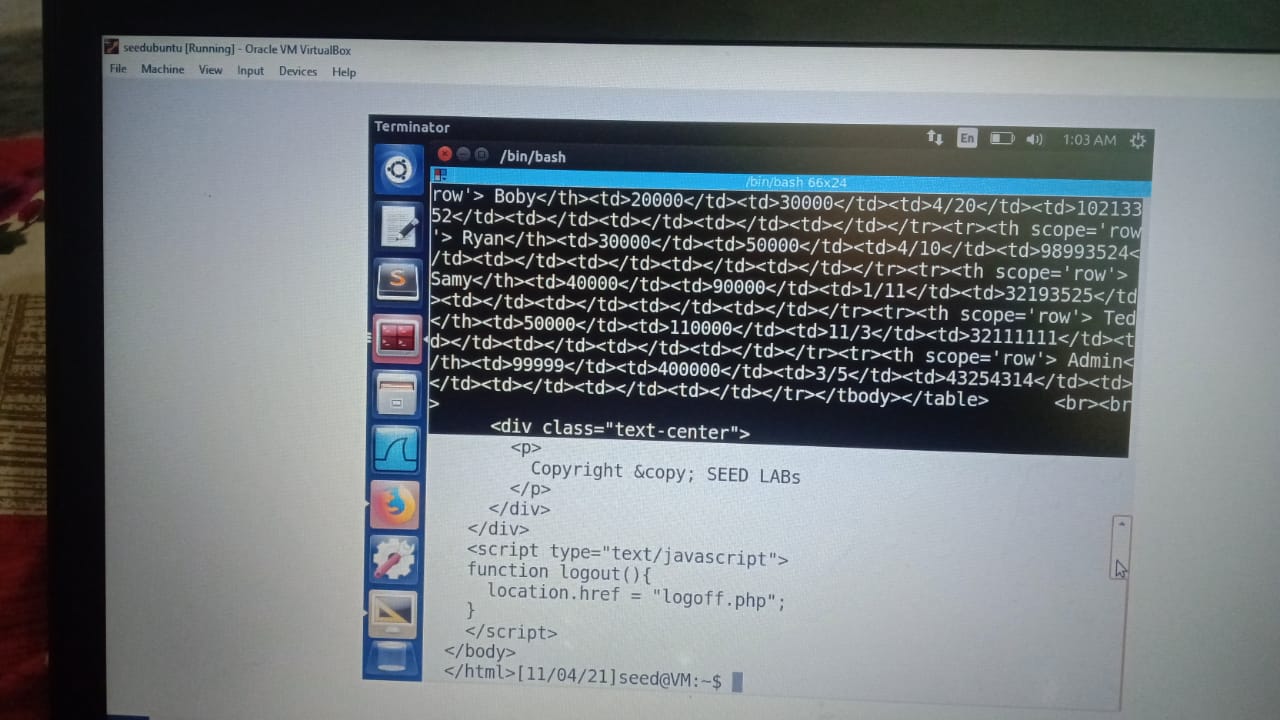 seedubuntu [Running] - Oracle VM VirtualBox
File Machine View Input Devices Help
Terminator
En 1:03 AM
/bin/bash
/bin/bash 66x24
row'> Boby</th><td>20000</td><td>30000</td><td>4/20</td><td>102133
52</td><td></td><td></td><td></td><td></td></tr><tr><th scope='row
'> Ryan</th><td>30000</td><td>50000</td><td>4/10</td><td>98993524<
/td><td></td><td></td><td></td><td></td></tr><tr><th scope='row'>
Samy</th><td>40000</td><td>90000</td><td>1/11</td><td>32193525</td
><td></td><td></td><td></td><td></td></tr><tr><th scope='row'> Ted
</th><td>50000</td><td>110000</td><td>11/3</td><td>32111111</td><t
d></td><td></td><td></td><td></td></tr><tr><th scope='row'> Admin<
/th><td>99999</td><td>400000</td><td>3/5</td><td>43254314</td><td>
</td><td></td><td></td><td></td></tr></tbody></table> <br><br
>
<div class="text-center">
<p>
Copyright &copy; SEED LABs
</p>
</div>
</div>
<script type="text/javascript">
function logout(){
location.href = "logoff.php";
}
</script>
</body>
</html>[11/04/21]seed@VM:~$